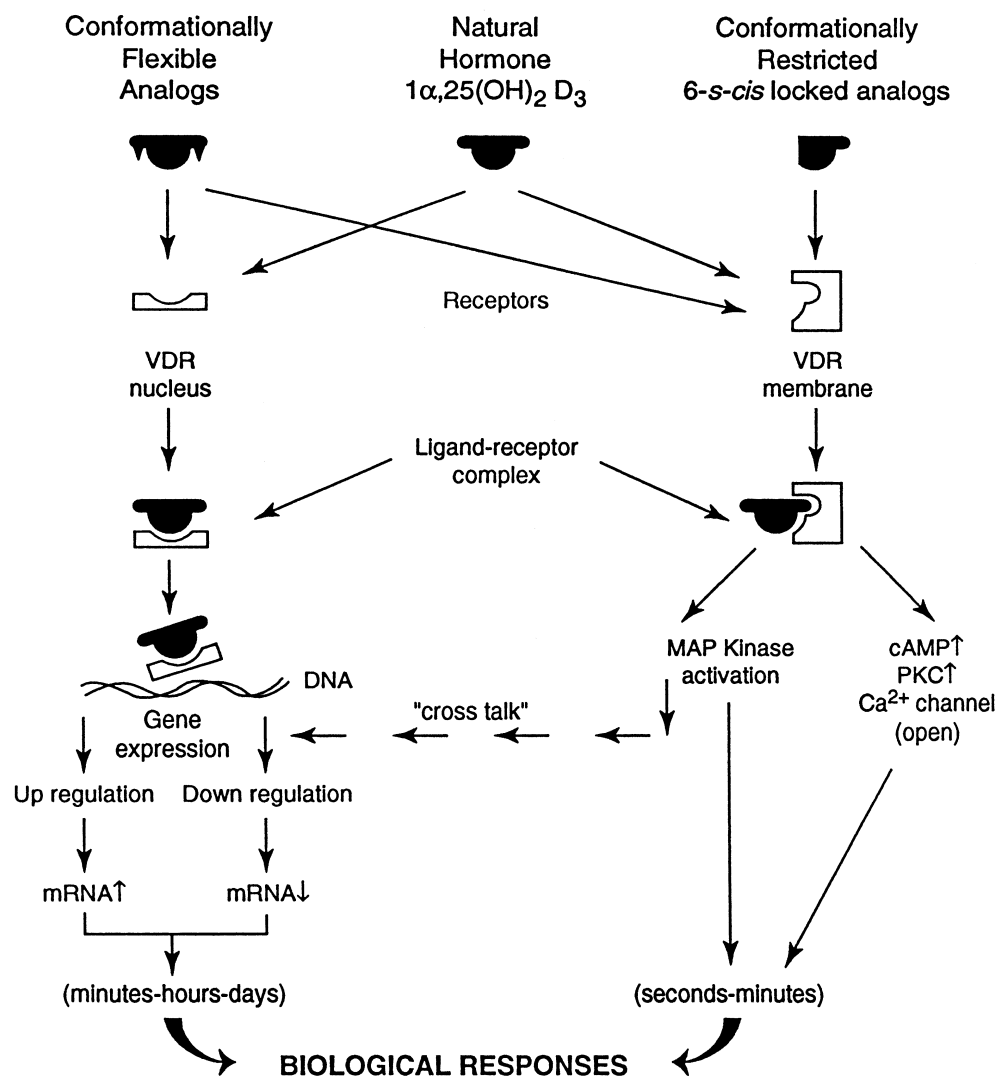 Conformationally
Flexible
Analogs
Natural
Hormone
1α,25(OH)₂ D₃
Conformationally
Restricted
6-s-cis locked analogs
Receptors
VDR
nucleus
VDR
membrane
Ligand-receptor
complex
MAP Kinase
activation
cAMP↑
PKC↑
Ca²⁺ channel
(open)
DNA
"cross talk"
Gene
expression
Up regulation
Down regulation
mRNA↑
mRNA↓
(minutes-hours-days)
(seconds-minutes)
BIOLOGICAL RESPONSES